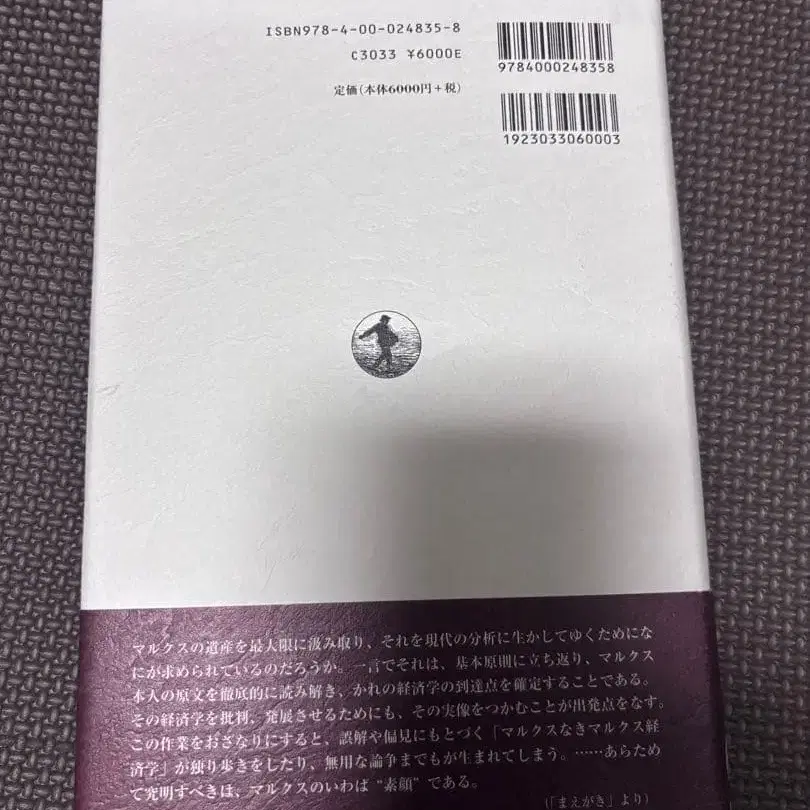 ISBN978-4-00-024835-8
C3033 ¥6000E
定価(本体6000円+税)
9784000248358
1923033060003
マルクスの遺産を最大限に汲み取り、それを現代の分析に生かしてゆくためにな
にが求められているのだろうか。一言でそれは、基本原則に立ち返り、マルクス
本人の原文を徹底的に読み解き、かれの経済学の到達点を確定することである。
その経済学を批判、発展させるためにも、その実像をつかむことが出発点をなす。
この作業をおざなりにすると、誤解や偏見にもとづく「マルクスなきマルクス経
済学」が独り歩きをしたり、無用な論争までもが生まれてしまう。……あらため
て究明すべきは、マルクスのいわば“素顔”である。
(「まえがき」より)